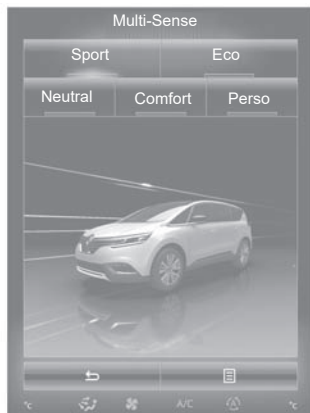 Multi-Sense
Sport Eco
Neutral Comfort Perso
°C A/C °C